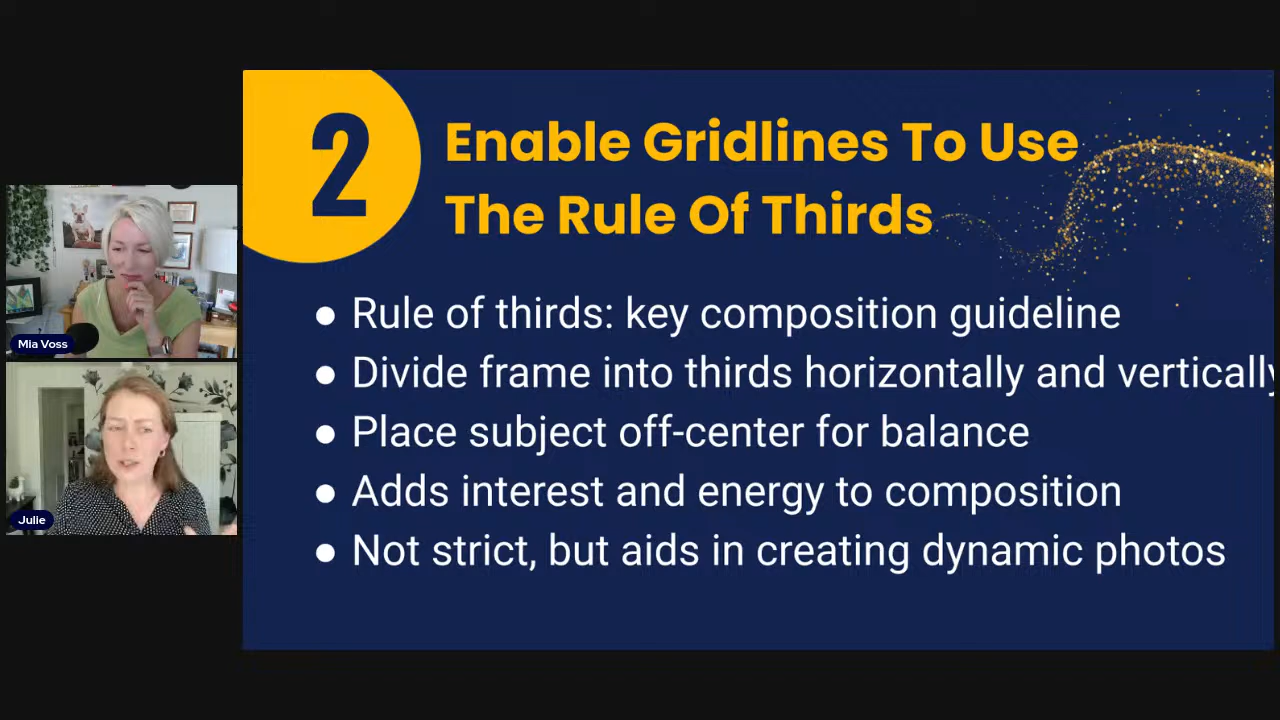 2
Enable Gridlines To Use
The Rule Of Thirds
● Rule of thirds: key composition guideline
● Divide frame into thirds horizontally and vertically
● Place subject off-center for balance
● Adds interest and energy to composition
● Not strict, but aids in creating dynamic photos
Mia Voss
Julie